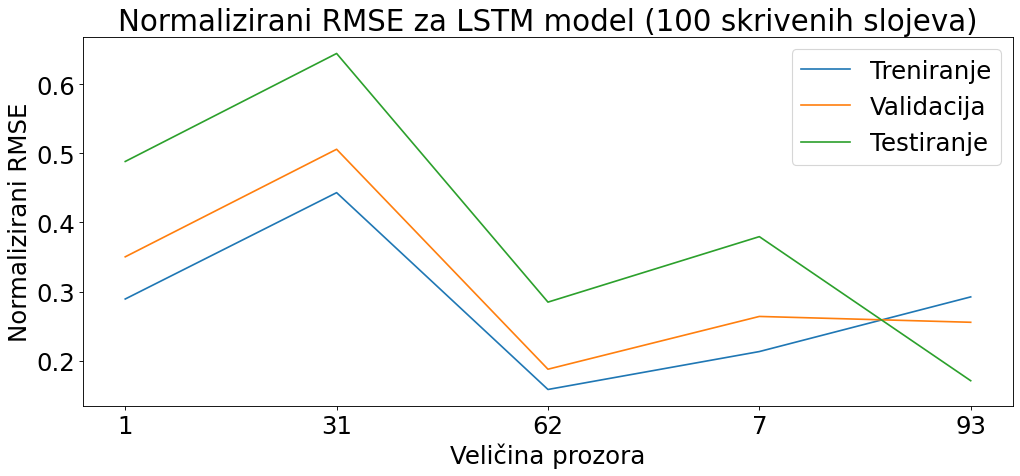 Normalizirani RMSE za LSTM model (100 skrivenih slojeva)
Normalizirani RMSE
0.6
0.5
0.4
0.3
0.2
Treniranje
Validacija
Testiranje
1 31 62 7 93
Veličina prozora